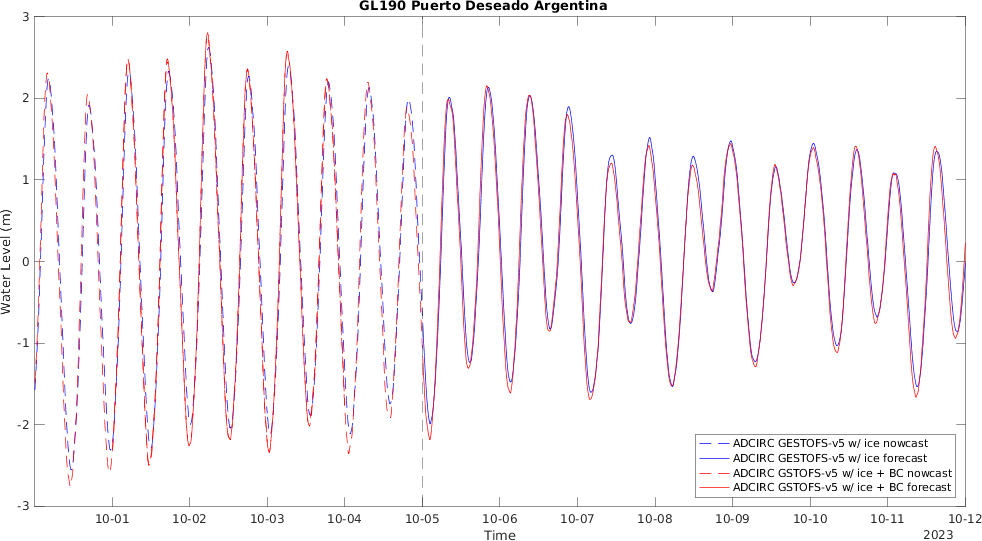 GL190 Puerto Deseado Argentina
3
2
1
0
-1
-2
-3
Water Level (m)
ADCIRC GESTOFS-v5 w/ ice nowcast
ADCIRC GESTOFS-v5 w/ ice forecast
ADCIRC GSTOFS-v5 w/ ice + BC nowcast
ADCIRC GSTOFS-v5 w/ ice + BC forecast
10-01 10-02 10-03 10-04 10-05 10-06 10-07 10-08 10-09 10-10 10-11 10-12
Time
2023